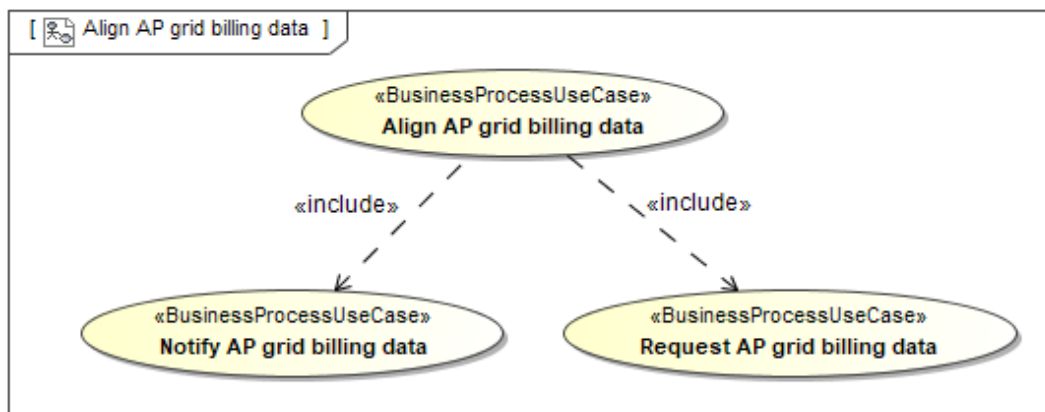 [ Align AP grid billing data ]
«BusinessProcessUseCase»
Align AP grid billing data
«include»
«include»
«BusinessProcessUseCase»
Notify AP grid billing data
«BusinessProcessUseCase»
Request AP grid billing data